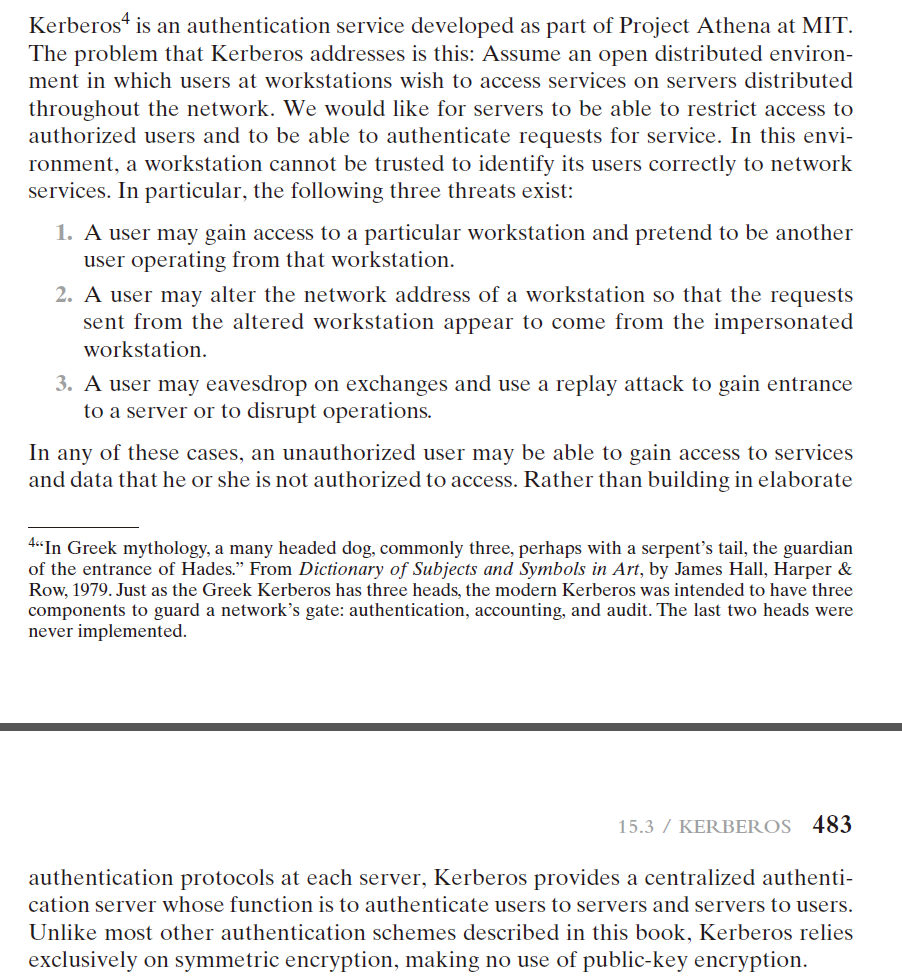 Kerberos4 is an authentication service developed as part of Project Athena at MIT.
The problem that Kerberos addresses is this: Assume an open distributed environ-
ment in which users at workstations wish to access services on servers distributed
throughout the network. We would like for servers to be able to restrict access to
authorized users and to be able to authenticate requests for service. In this envi-
ronment, a workstation cannot be trusted to identify its users correctly to network
services. In particular, the following three threats exist:
1. A user may gain access to a particular workstation and pretend to be another
user operating from that workstation.
2. A user may alter the network address of a workstation so that the requests
sent from the altered workstation appear to come from the impersonated
workstation.
3. A user may eavesdrop on exchanges and use a replay attack to gain entrance
to a server or to disrupt operations.
In any of these cases, an unauthorized user may be able to gain access to services
and data that he or she is not authorized to access. Rather than building in elaborate
4“In Greek mythology, a many headed dog, commonly three, perhaps with a serpent’s tail, the guardian
of the entrance of Hades.” From Dictionary of Subjects and Symbols in Art, by James Hall, Harper &
Row, 1979. Just as the Greek Kerberos has three heads, the modern Kerberos was intended to have three
components to guard a network’s gate: authentication, accounting, and audit. The last two heads were
never implemented.
15.3 / KERBEROS 483
authentication protocols at each server, Kerberos provides a centralized authenti-
cation server whose function is to authenticate users to servers and servers to users.
Unlike most other authentication schemes described in this book, Kerberos relies
exclusively on symmetric encryption, making no use of public-key encryption.